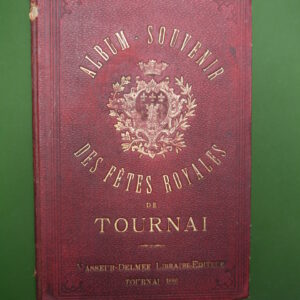 ALBUM - SOUVENIR
DES FÊTES ROYALES
DE
TOURNAI
VASSEUR-DELMÉE LIBRAIRE-ÉDITEUR
TOURNAI